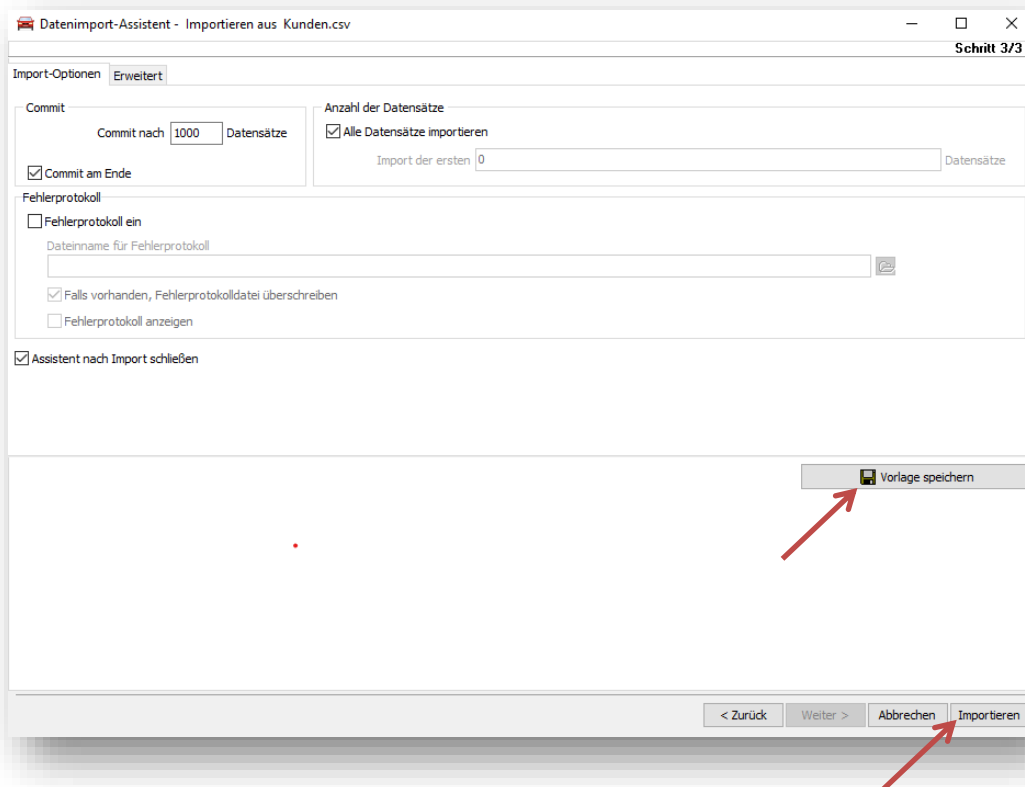 Datenimport-Assistent - Importieren aus Kunden.csv
Schritt 3/3
Import-Optionen Erweitert
Commit
Commit nach 1000 Datensätze
Commit am Ende
Anzahl der Datensätze
Alle Datensätze importieren
Import der ersten 0 Datensätze
Fehlerprotokoll
Fehlerprotokoll ein
Dateinname für Fehlerprotokoll
Falls vorhanden, Fehlerprotokolldatei überschreiben
Fehlerprotokoll anzeigen
Assistent nach Import schließen
Vorlage speichern
< Zurück Weiter > Abbrechen Importieren